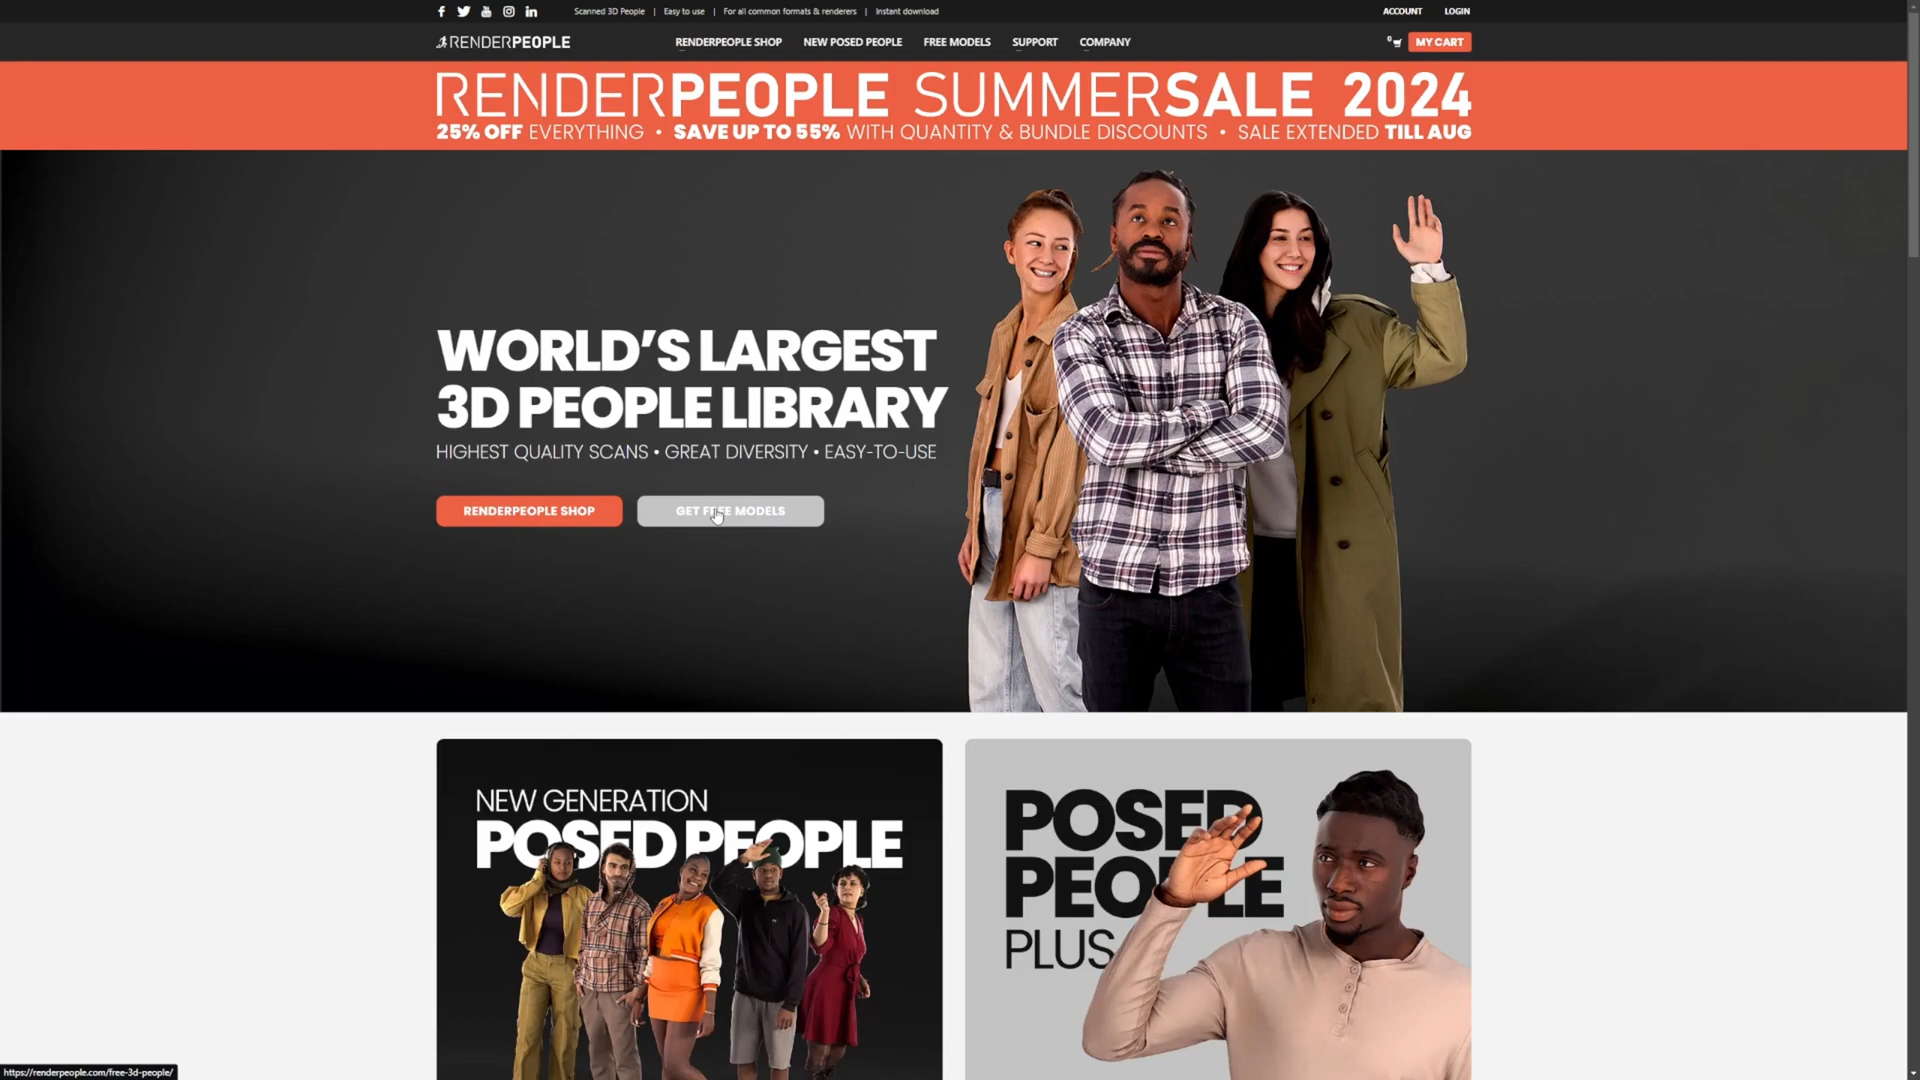 Scanned 3D People | Easy to use | For all common formats & renderers | Instant download
ACCOUNT LOGIN
RENDERPEOPLE
RENDERPEOPLE SHOP NEW POSED PEOPLE FREE MODELS SUPPORT COMPANY
0 MY CART
RENDERPEOPLE SUMMERSALE 2024
25% OFF EVERYTHING • SAVE UP TO 55% WITH QUANTITY & BUNDLE DISCOUNTS • SALE EXTENDED TILL AUG
WORLD'S LARGEST
3D PEOPLE LIBRARY
HIGHEST QUALITY SCANS • GREAT DIVERSITY • EASY-TO-USE
RENDERPEOPLE SHOP GET FREE MODELS
NEW GENERATION
POSED PEOPLE
POSED
PEOPLE
PLUS
https://renderpeople.com/free-3d-people/